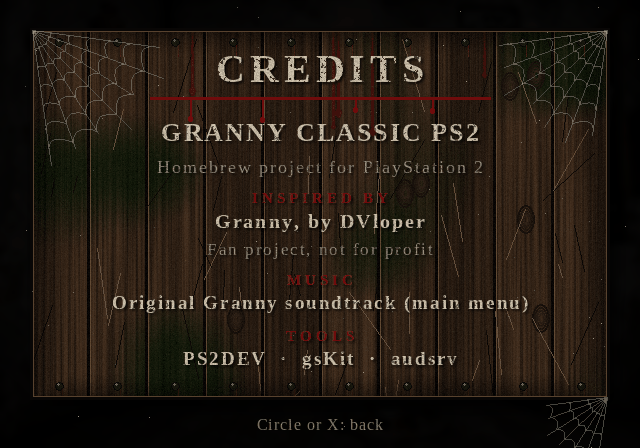 CREDITS
GRANNY CLASSIC PS2
Homebrew project for PlayStation 2
INSPIRED BY
Granny, by DVloper
Fan project, not for profit
MUSIC
Original Granny soundtrack (main menu)
TOOLS
PS2DEV · gsKit · audsrv
Circle or X: back